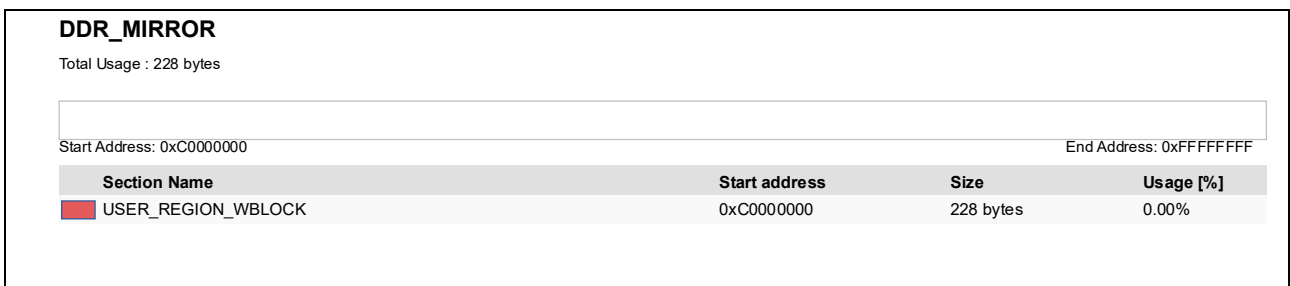 DDR_MIRROR
Total Usage : 228 bytes
Start Address: 0xC0000000 End Address: 0xFFFFFFFF
Section Name Start address Size Usage [%]
USER_REGION_WBLOCK 0xC0000000 228 bytes 0.00%